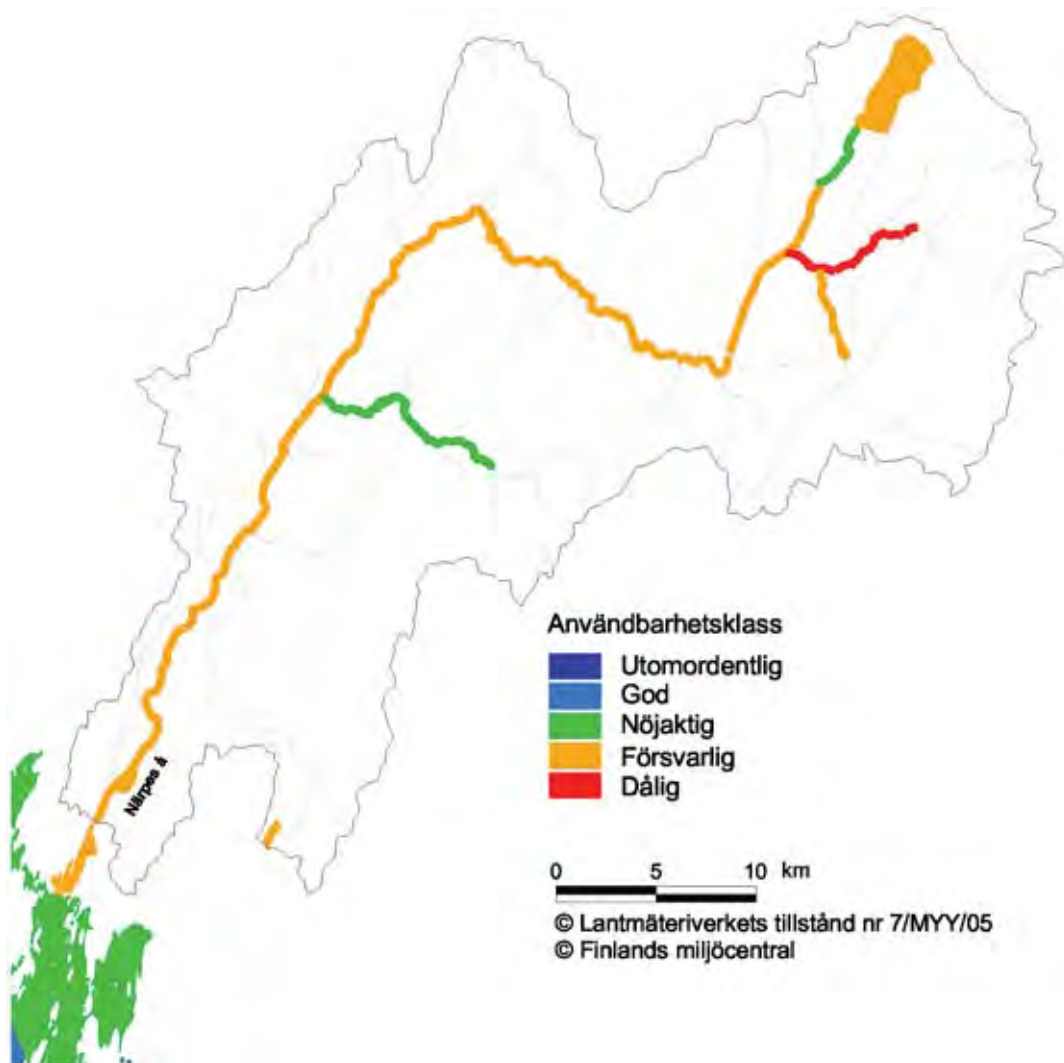 Användbarhetsklass
Utomordentlig
God
Nöjaktig
Försvarlig
Dålig
Närpes å
0 5 10 km
© Lantmäteriverkets tillstånd nr 7/MYY/05
© Finlands miljöcentral